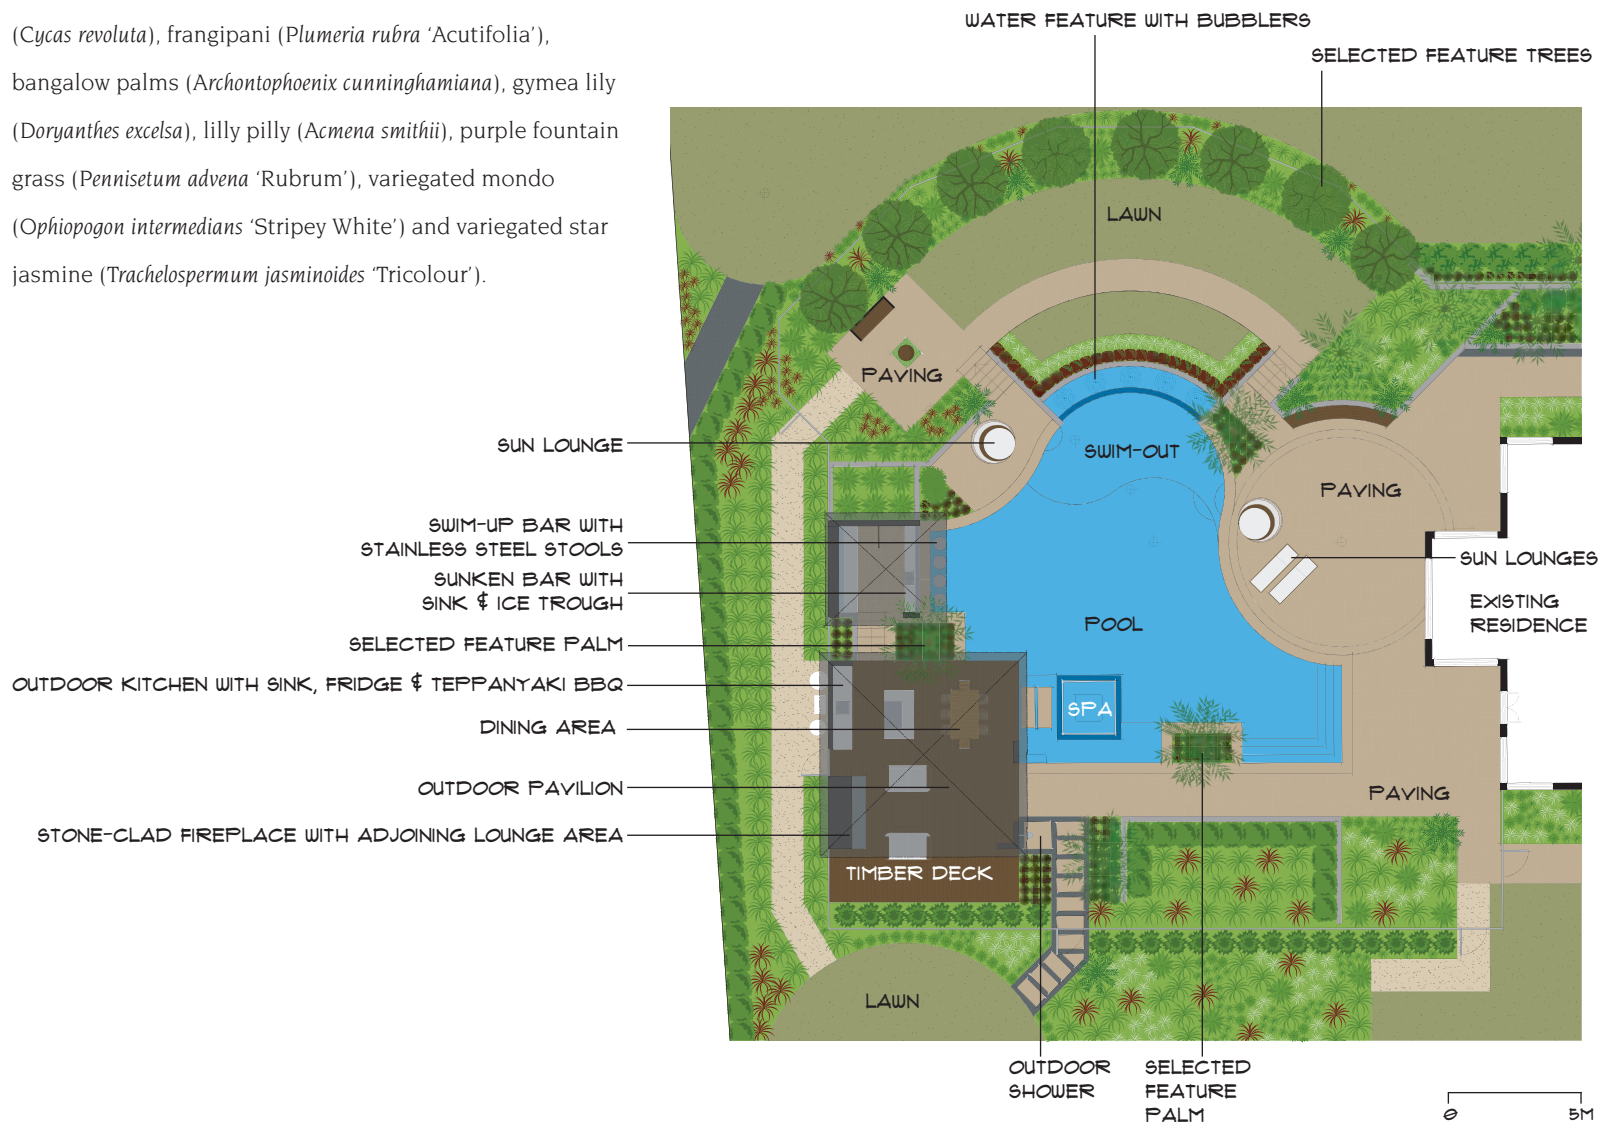 (Cycas revoluta), frangipani (Plumeria rubra ‘Acutifolia’),
bangalow palms (Archontophoenix cunninghamiana), gymea lily
(Doryanthes excelsa), lilly pilly (Acmena smithii), purple fountain
grass (Pennisetum advena ‘Rubrum’), variegated mondo
(Ophiopogon intermedians ‘Stripey White’) and variegated star
jasmine (Trachelospermum jasminoides ‘Tricolour’).
WATER FEATURE WITH BUBBLERS
SELECTED FEATURE TREES
LAWN
PAVING
SUN LOUNGE
SWIM-OUT
PAVING
SWIM-UP BAR WITH
STAINLESS STEEL STOOLS
SUNKEN BAR WITH
SINK & ICE TROUGH
SUN LOUNGES
EXISTING
RESIDENCE
POOL
SELECTED FEATURE PALM
OUTDOOR KITCHEN WITH SINK, FRIDGE & TEPPANYAKI BBQ
SPA
DINING AREA
OUTDOOR PAVILION
PAVING
STONE-CLAD FIREPLACE WITH ADJOINING LOUNGE AREA
TIMBER DECK
LAWN
OUTDOOR
SHOWER
SELECTED
FEATURE
PALM
0 5M